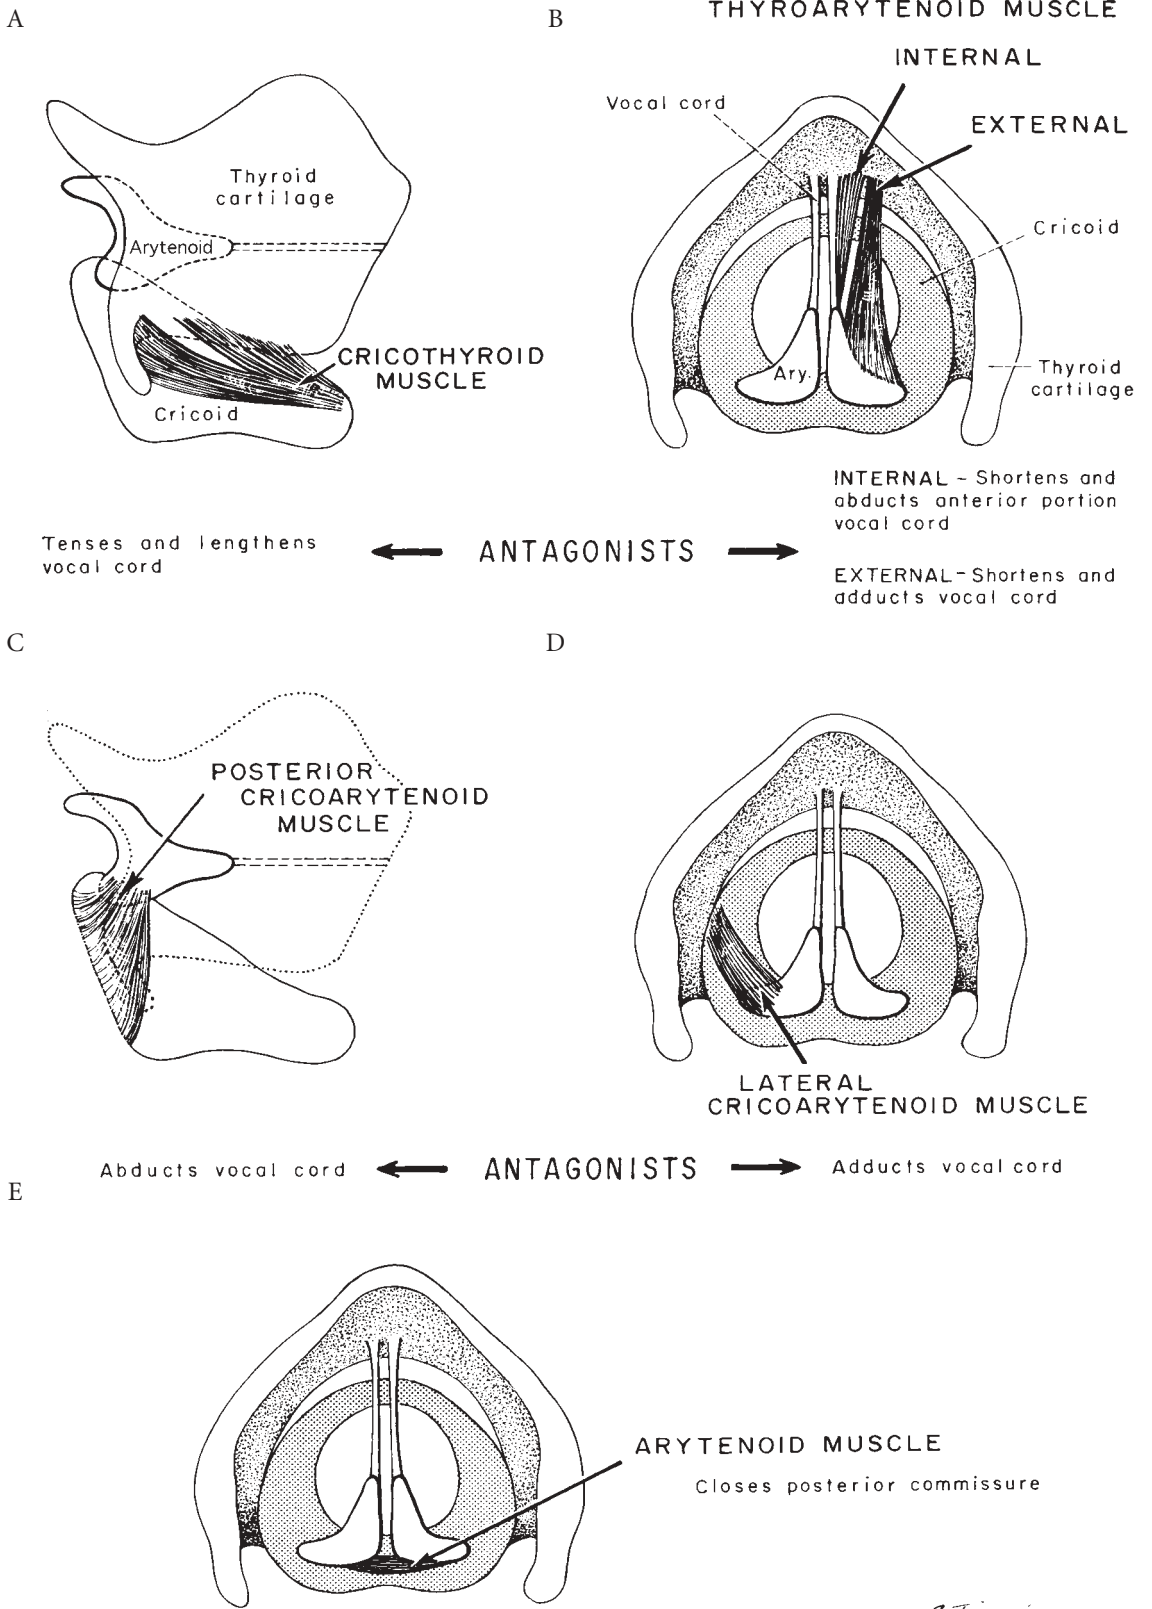 A
Thyroid
cartilage
Arytenoid
CRICOTHYROID
MUSCLE
Cricoid
B
THYROARYTENOID MUSCLE
INTERNAL
Vocal cord
EXTERNAL
Cricoid
Ary.
Thyroid
cartilage
Tenses and lengthens
vocal cord
ANTAGONISTS
INTERNAL - Shortens and
abducts anterior portion
vocal cord
EXTERNAL - Shortens and
adducts vocal cord
C
POSTERIOR
CRICOARYTENOID
MUSCLE
D
LATERAL
CRICOARYTENOID MUSCLE
Abducts vocal cord
ANTAGONISTS
Adducts vocal cord
E
ARYTENOID MUSCLE
Closes posterior commissure